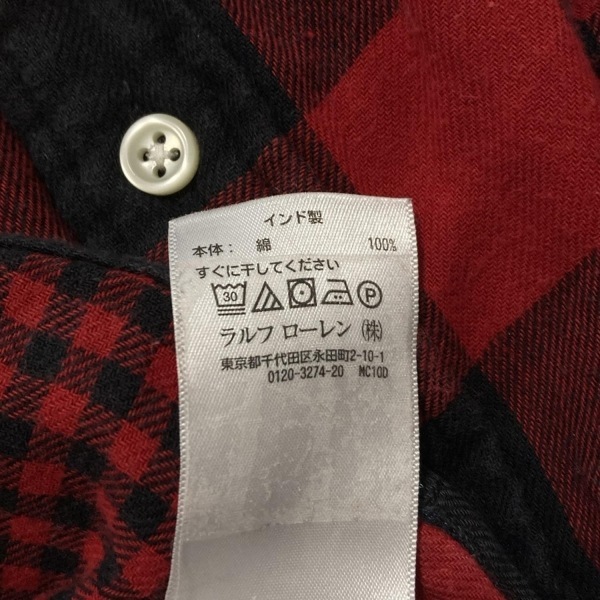 インド製
本体: 綿 100%
すぐに干してください
30 P
ラルフ ローレン ㈱
東京都千代田区永田町2-10-1
0120-3274-20 MC10D